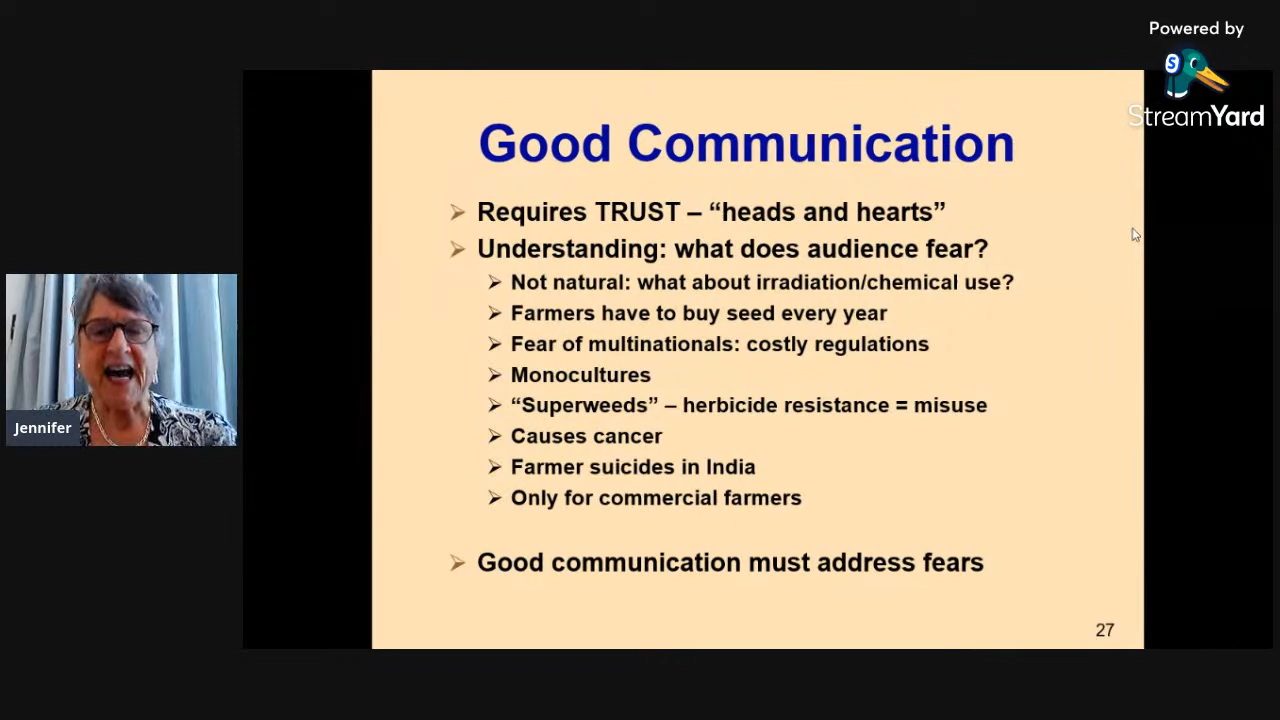 Powered by
StreamYard
Good Communication
Requires TRUST – “heads and hearts”
Understanding: what does audience fear?
Not natural: what about irradiation/chemical use?
Farmers have to buy seed every year
Fear of multinationals: costly regulations
Monocultures
“Superweeds” – herbicide resistance = misuse
Causes cancer
Farmer suicides in India
Only for commercial farmers
Good communication must address fears
27
Jennifer